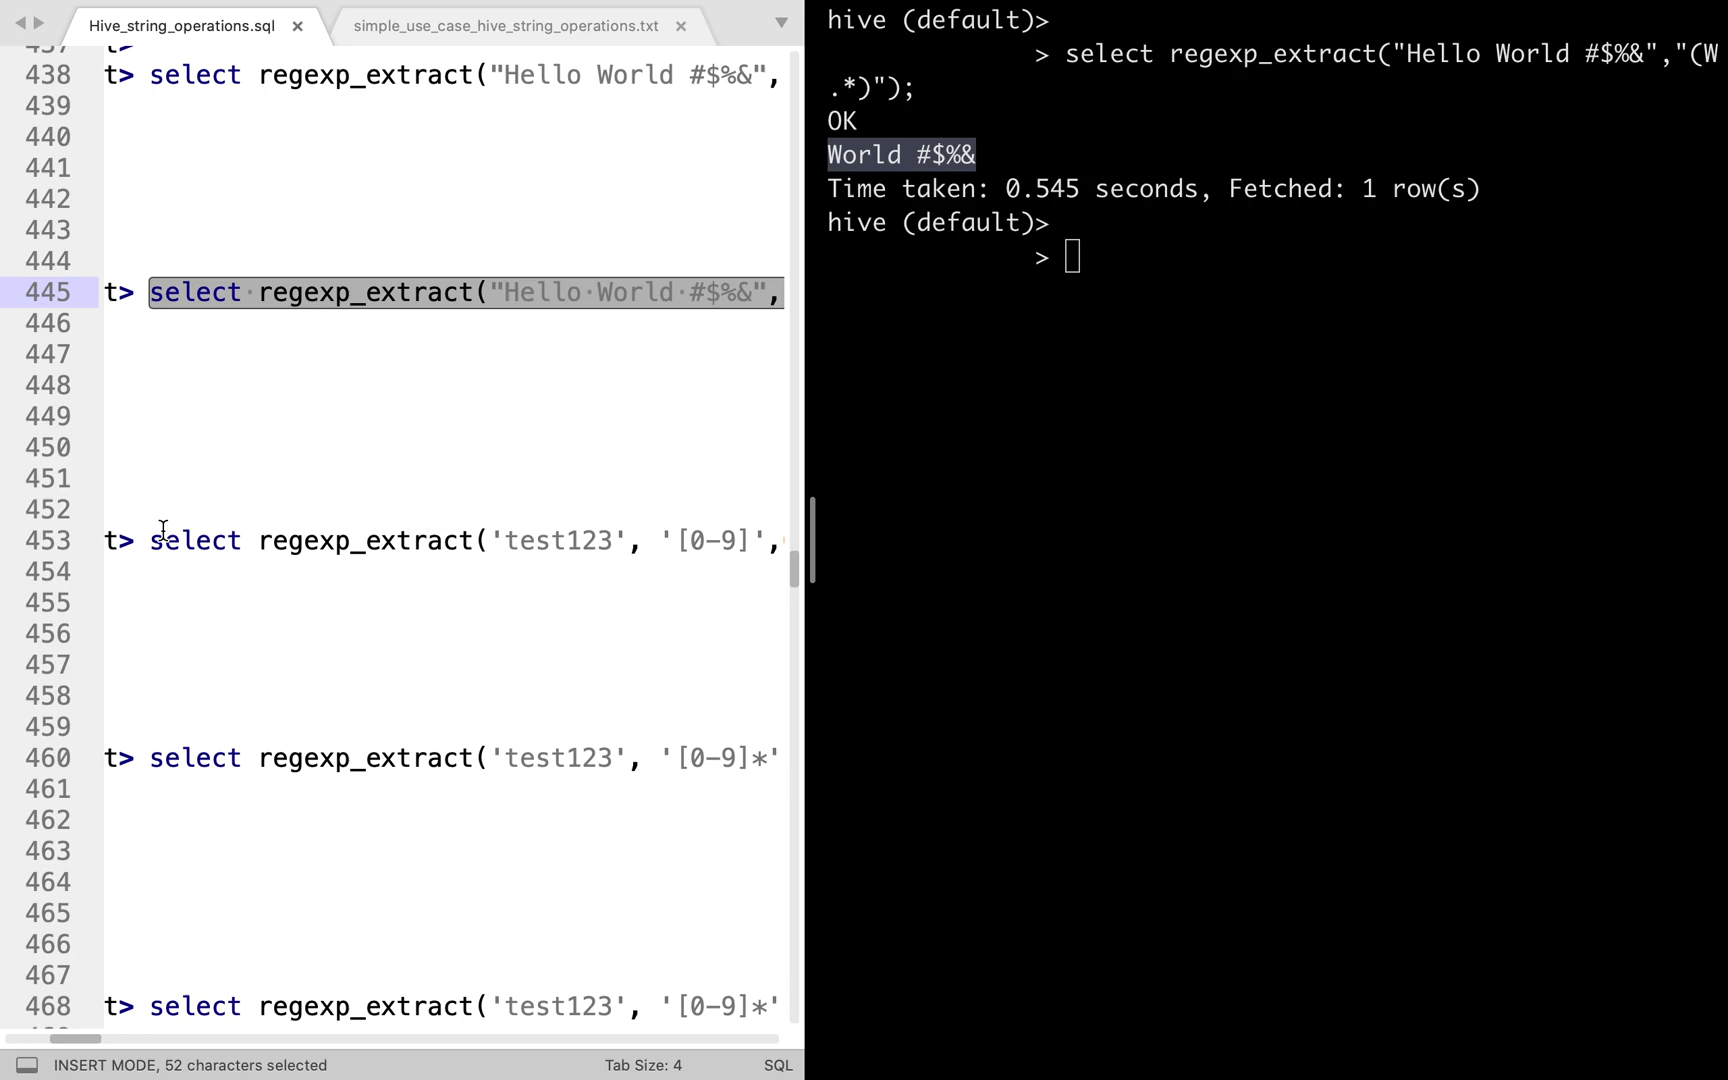 Hive_string_operations.sql
simple_use_case_hive_string_operations.txt
438 t> select regexp_extract("Hello World #$%&",
439
440
441
442
443
444
445 t> select regexp_extract("Hello World #$%&",
446
447
448
449
450
451
452
453 t> select regexp_extract('test123', '[0-9]',
454
455
456
457
458
459
460 t> select regexp_extract('test123', '[0-9]*'
461
462
463
464
465
466
467
468 t> select regexp_extract('test123', '[0-9]*'
INSERT MODE, 52 characters selected
Tab Size: 4
SQL
hive (default)>
> select regexp_extract("Hello World #$%&","(W
.*)");
OK
World #$%&
Time taken: 0.545 seconds, Fetched: 1 row(s)
hive (default)>
>